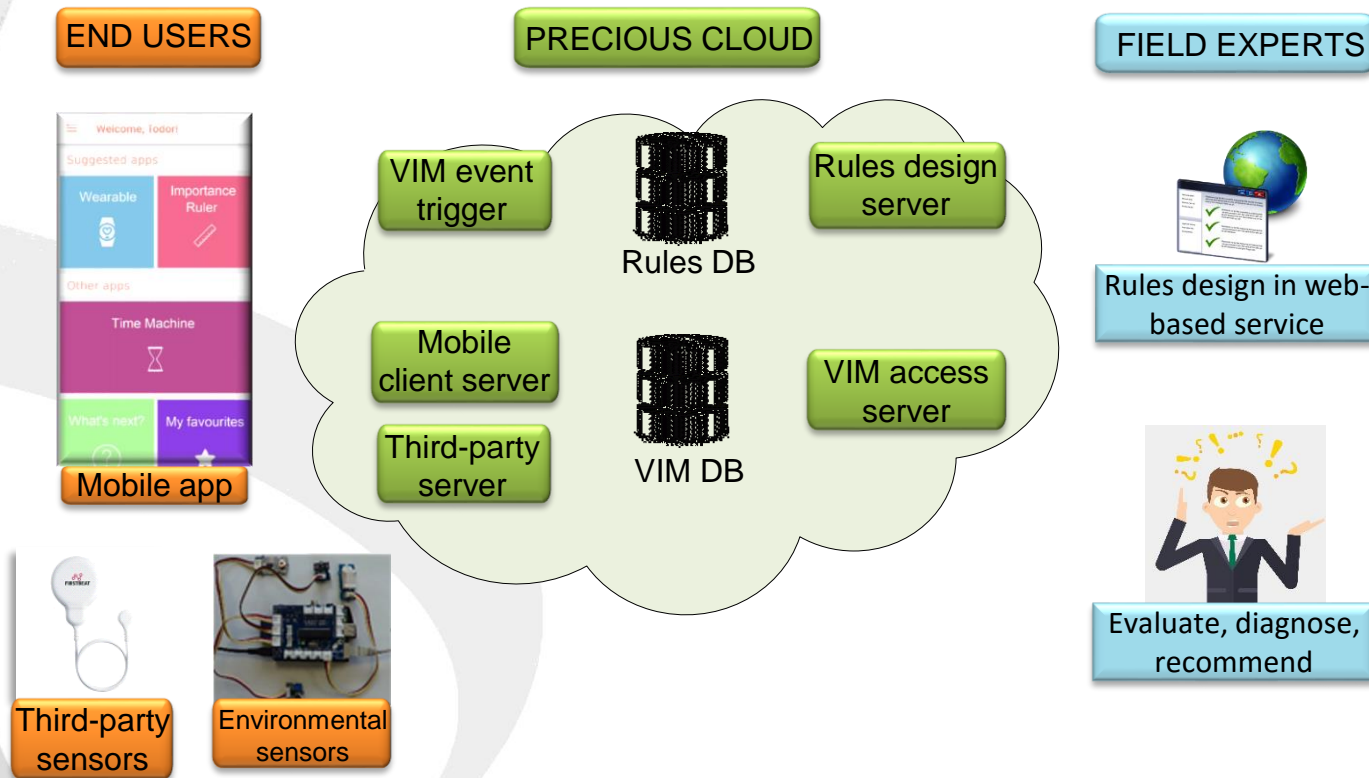 END USERS
PRECIOUS CLOUD
FIELD EXPERTS
Welcome, Todori
Suggested apps
Wearable
Importance
Ruler
Other apps
Time Machine
What's next?
My favourites
Mobile app
Third-party
sensors
FIRSTBEAT
Environmental
sensors
VIM event
trigger
Rules DB
Rules design
server
Mobile
client server
Third-party
server
VIM DB
VIM access
server
Rules design in web-
based service
Evaluate, diagnose,
recommend